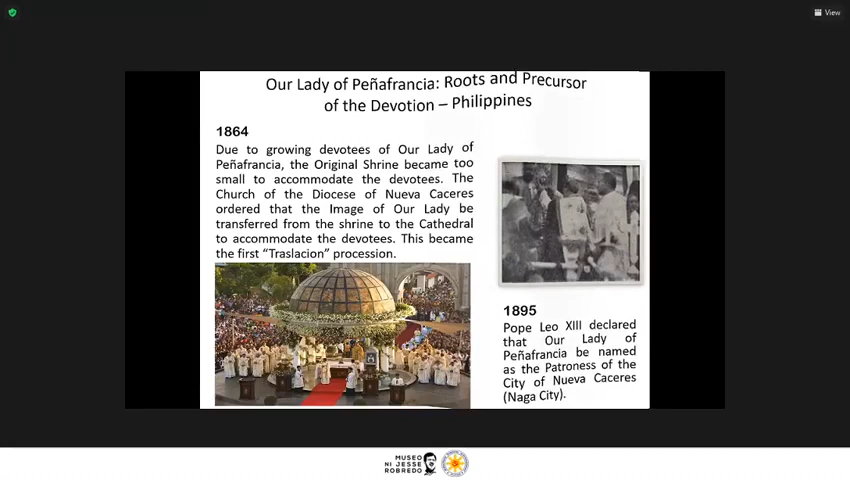 View
Our Lady of Peñafrancia: Roots and Precursor
of the Devotion – Philippines
1864
Due to growing devotees of Our Lady of
Peñafrancia, the Original Shrine became too
small to accommodate the devotees. The
Church of the Diocese of Nueva Caceres
ordered that the Image of Our Lady be
transferred from the shrine to the Cathedral
to accommodate the devotees. This became
the first “Traslacion” procession.
1895
Pope Leo XIII declared
that Our Lady of
Peñafrancia be named
as the Patroness of the
City of Nueva Caceres
(Naga City).
MUSEO
NI JESSE
ROBREDO